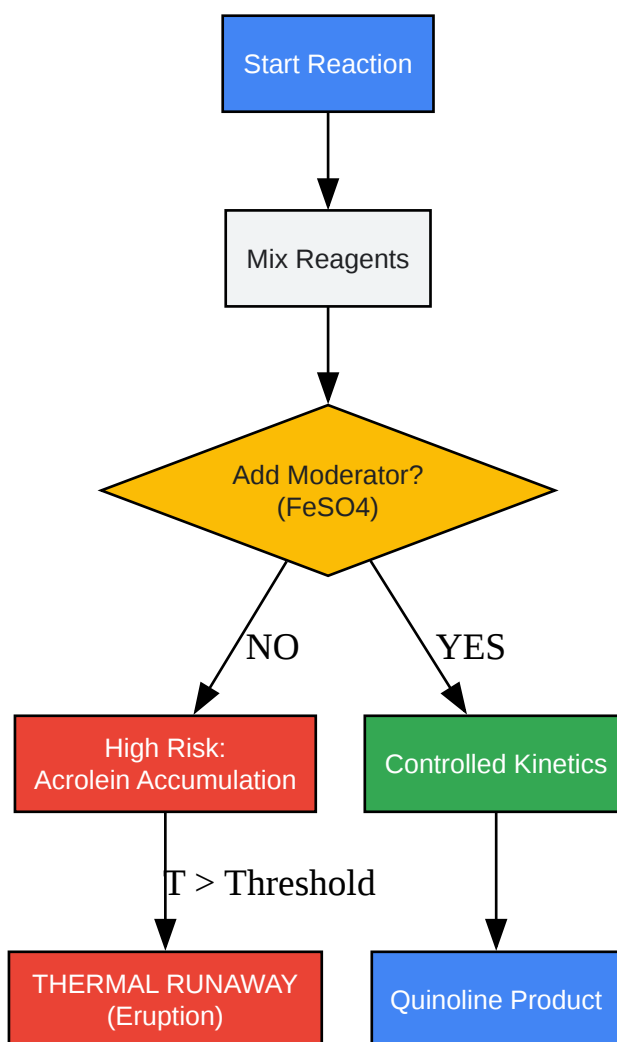 Start Reaction
Mix Reagents
Add Moderator?
(FeSO4)
NO
YES
High Risk:
Acrolein Accumulation
Controlled Kinetics
T > Threshold
THERMAL RUNAWAY
(Eruption)
Quinoline Product